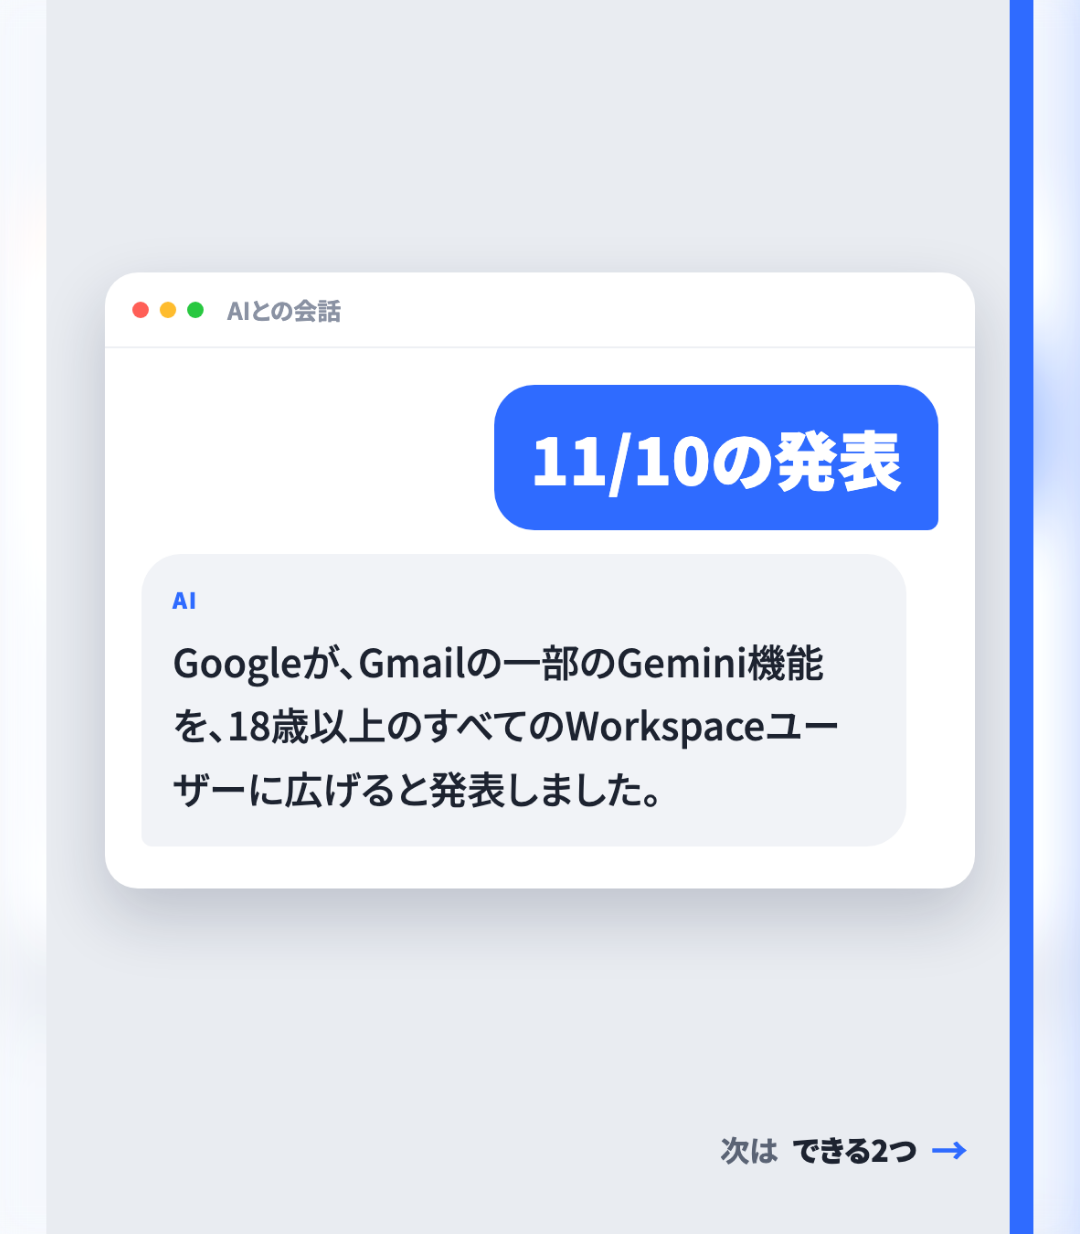 AIとの会話
11/10の発表
AI
Googleが、Gmailの一部のGemini機能
を、18歳以上のすべてのWorkspaceユー
ザーに広げると発表しました。
次は できる2つ →